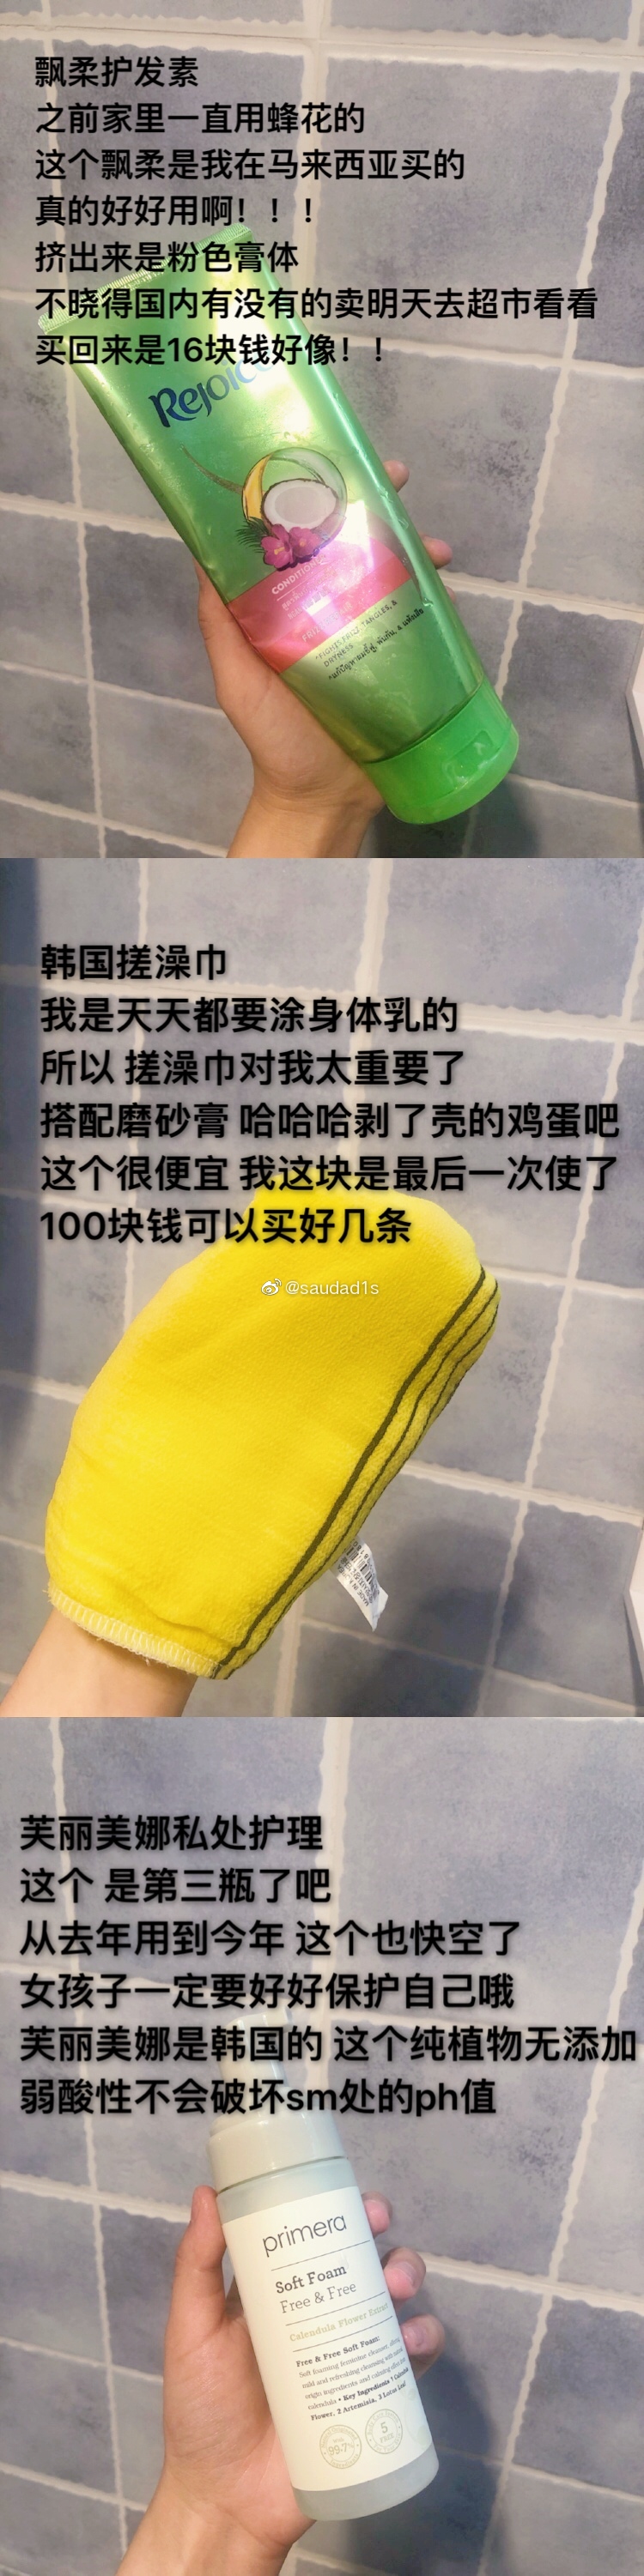 飘柔护发素
之前家里一直用蜂花的
这个飘柔是我在马来西亚买的
真的好好用啊！！！
挤出来是粉色膏体
不晓得国内有没有的卖明天去超市看看
买回来是16块钱好像！！
Rejoice
CONDITIONER
*FIGHTS FRIZZ, TANGLES, &
DRYNESS
韩国搓澡巾
我是天天都要涂身体乳的
所以 搓澡巾对我太重要了
搭配磨砂膏 哈哈哈剥了壳的鸡蛋吧
这个很便宜 我这块是最后一次使了
100块钱可以买好几条
@saudad1s
芙丽美娜私处护理
这个 是第三瓶了吧
从去年用到今年 这个也快空了
女孩子一定要好好保护自己哦
芙丽美娜是韩国的 这个纯植物无添加
弱酸性不会破坏sm处的ph值
primera
Soft Foam
Free & Free
Calendula Flower Extract
Free & Free Soft Foam:
Soft foaming feminine cleanser, offers
mild and refreshing cleansing with natural
origin ingredients and calming effect from
calendula • Key Ingredients 1 Calendula
Flower, 2 Artemisia, 3 Lotus Leaf
99.7%
5
FREE